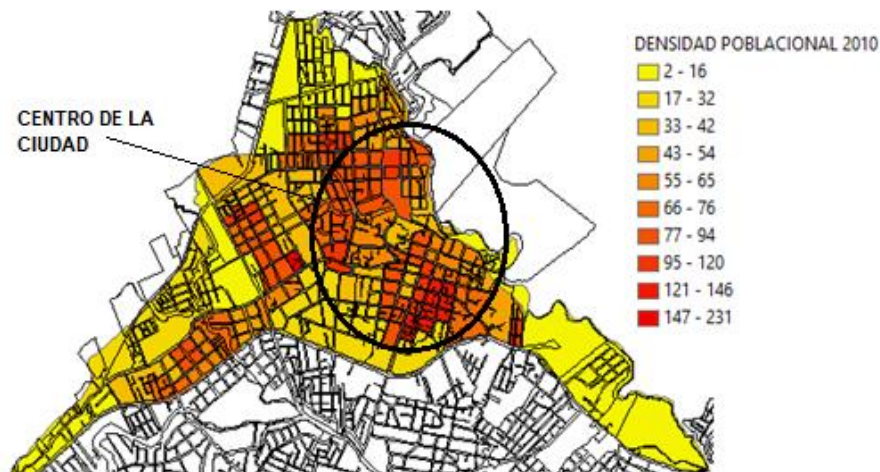 DENSIDAD POBLACIONAL 2010
2 - 16
17 - 32
33 - 42
43 - 54
55 - 65
66 - 76
77 - 94
95 - 120
121 - 146
147 - 231
CENTRO DE LA
CIUDAD